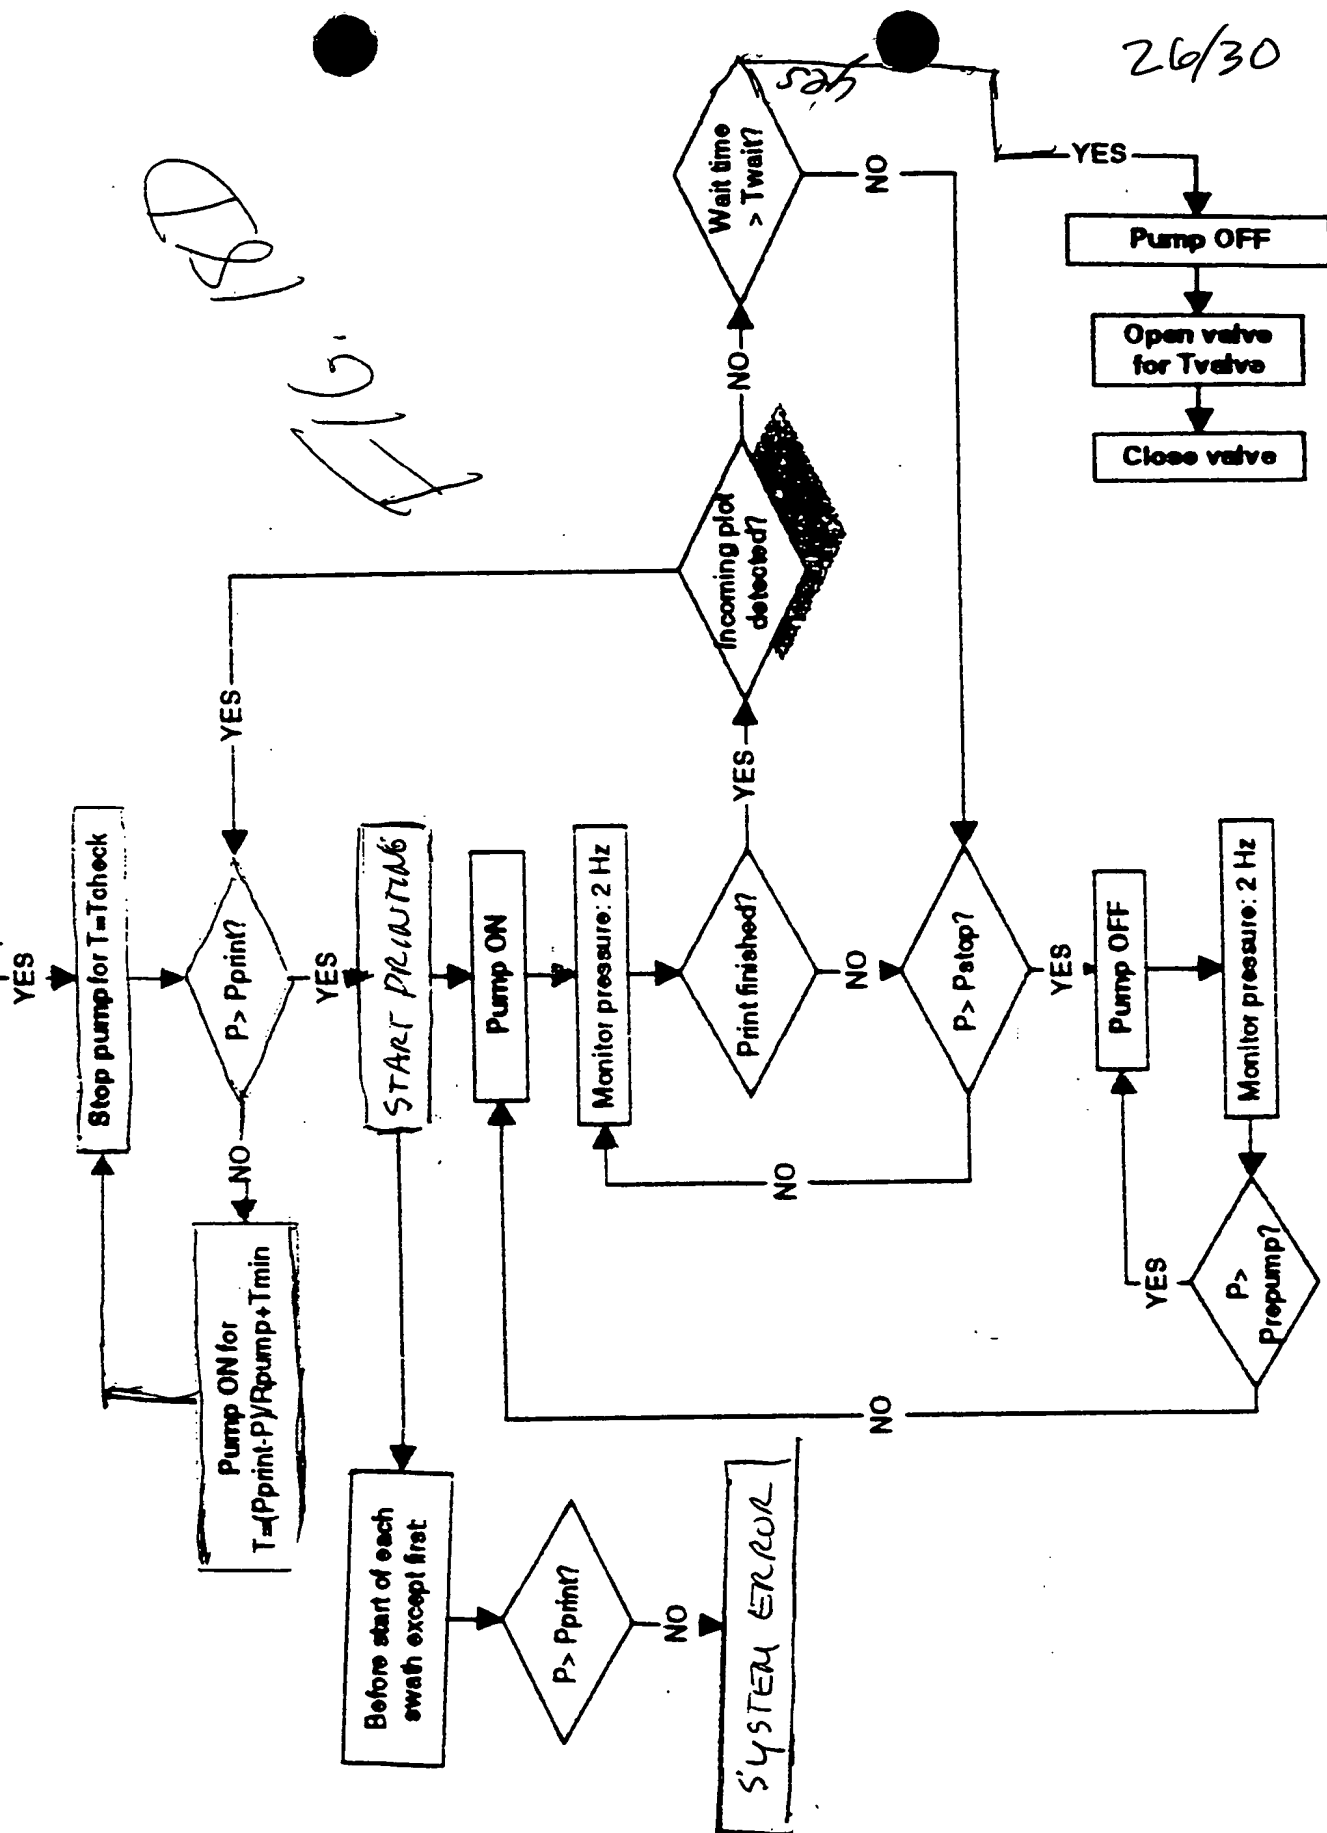 26/30
FIG. 18D
YES
Stop pump for T=Tcheck
P> Pprint?
YES
NO
Pump ON for
T=(Pprint-P)/Rpump+Tmin
YES
START PRINTING
Before start of each
swath except first
P> Pprint?
NO
SYSTEM ERROR
Pump ON
Monitor pressure: 2 Hz
Print finished?
YES
Incoming plot
detected?
NO
Wait time
> Twait?
yes
YES
NO
Pump OFF
Open valve
for Tvalve
Close valve
NO
P> Pstop?
NO
YES
Pump OFF
Monitor pressure: 2 Hz
P>
Prepump?
YES
NO